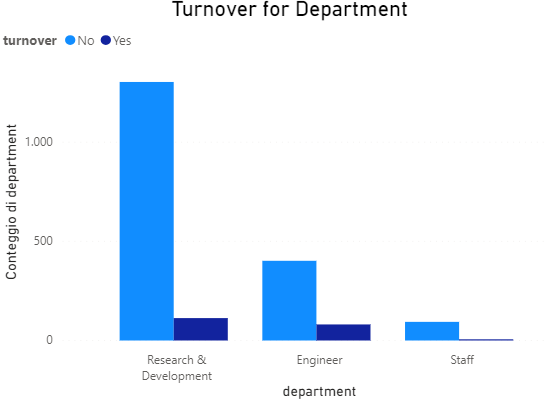 Turnover for Department
turnover No Yes
Conteggio di department
1.000
500
0
Research &
Development
Engineer
Staff
department